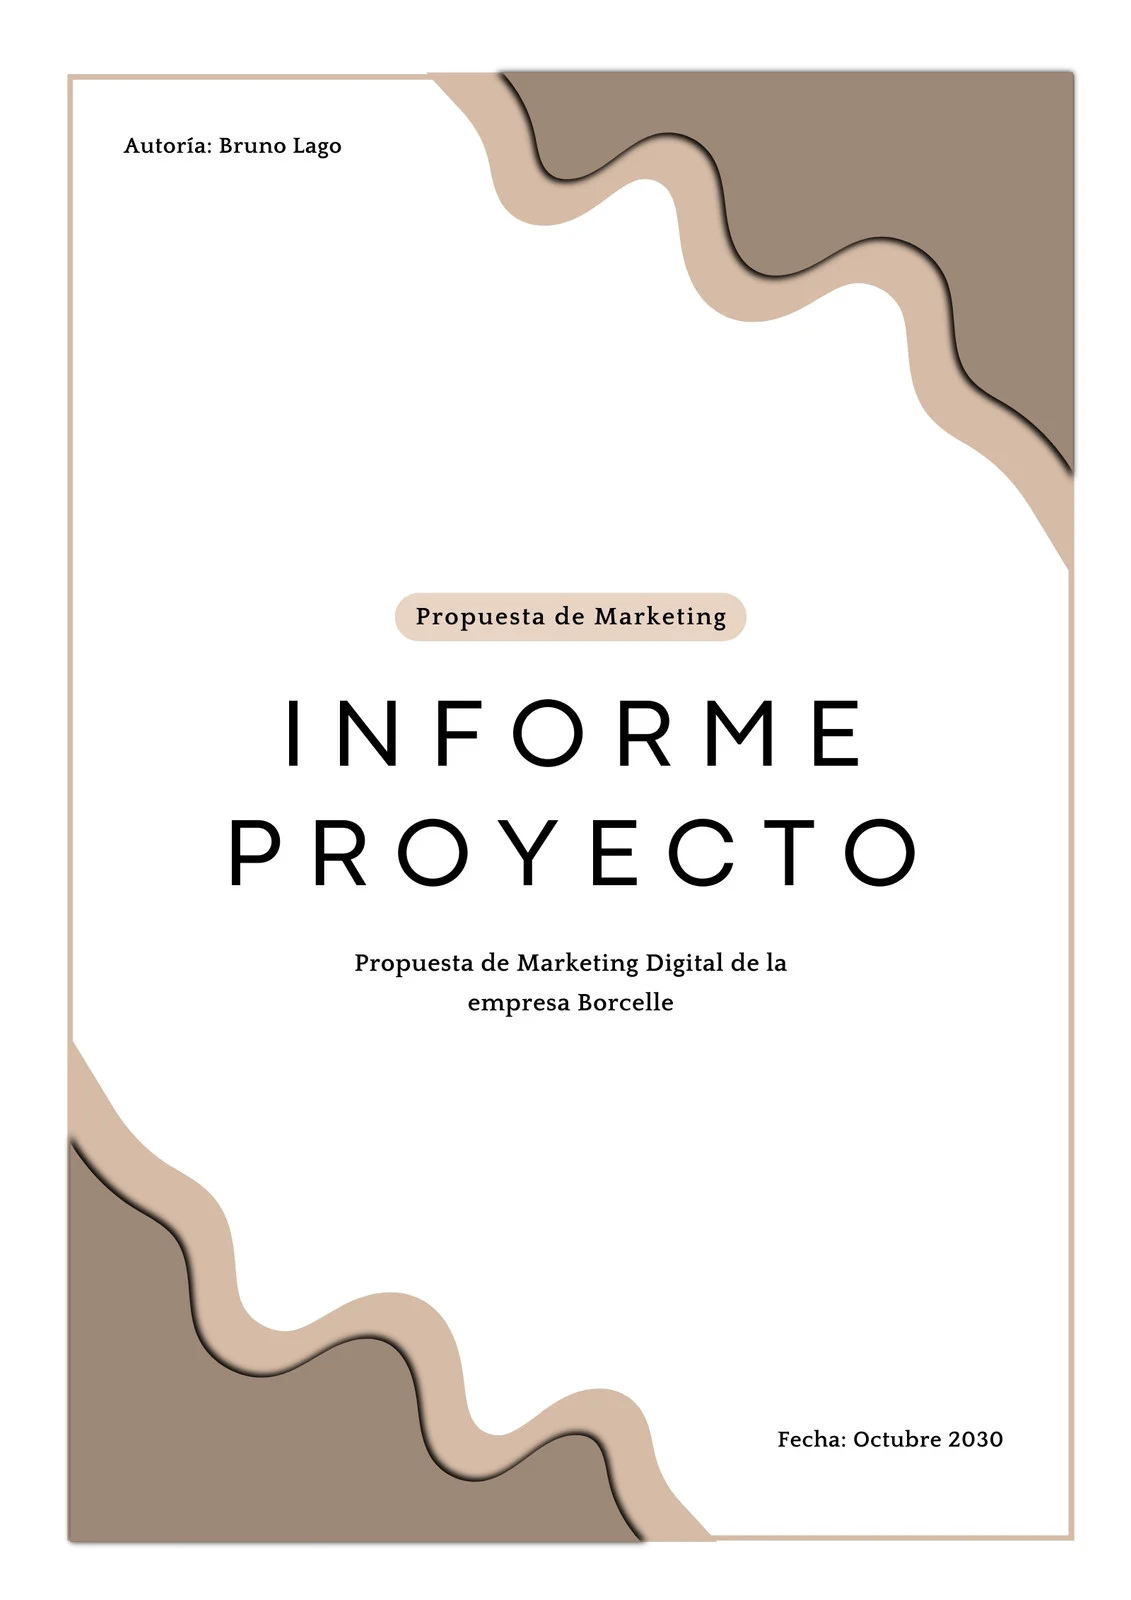 Autoría: Bruno Lago
Propuesta de Marketing
INFORME
PROYECTO
Propuesta de Marketing Digital de la
empresa Borcelle
Fecha: Octubre 2030